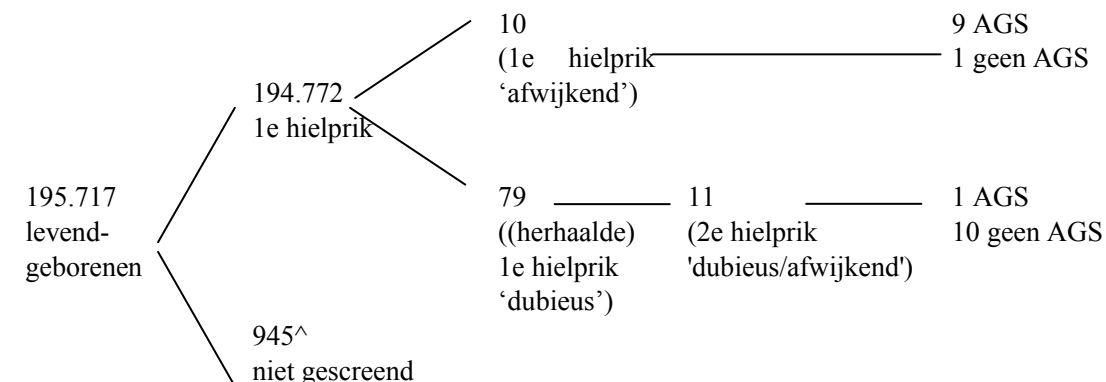 10
(1e hielprik
‘afwijkend’)
9 AGS
1 geen AGS
194.772
1e hielprik
195.717
levend-
geborenen
79
((herhaalde)
1e hielprik
‘dubieus’)
11
(2e hielprik
'dubieus/afwijkend')
1 AGS
10 geen AGS
945^
niet gescreend